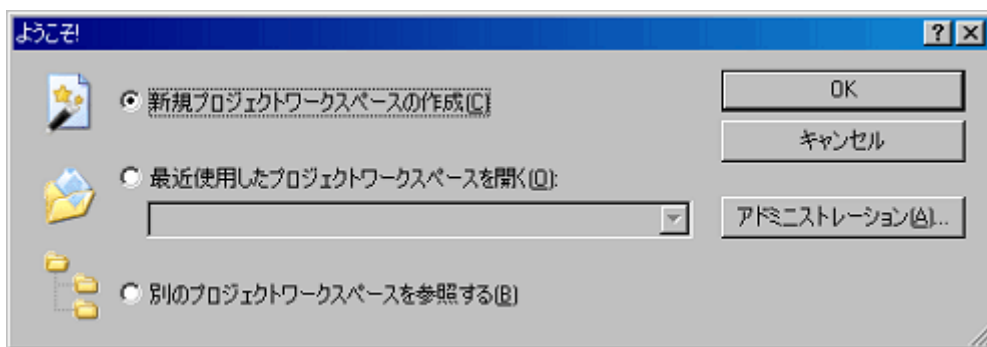 ようこそ!
新規プロジェクトワークスペースの作成(C)
OK
キャンセル
最近使用したプロジェクトワークスペースを開く(O):
アドミニストレーション(A)...
別のプロジェクトワークスペースを参照する(B)